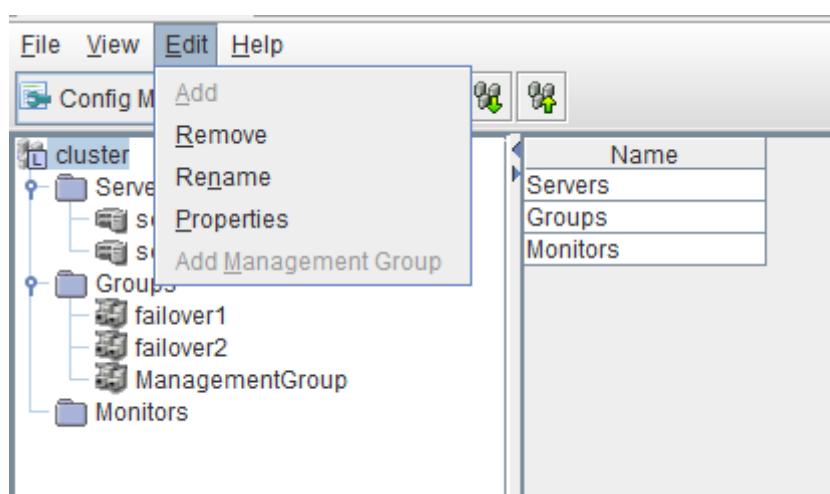 File View Edit Help
Config M
Add
Remove
Rename
Properties
Add Management Group
cluster
Serve
Groups
failover1
failover2
ManagementGroup
Monitors
Name
Servers
Groups
Monitors